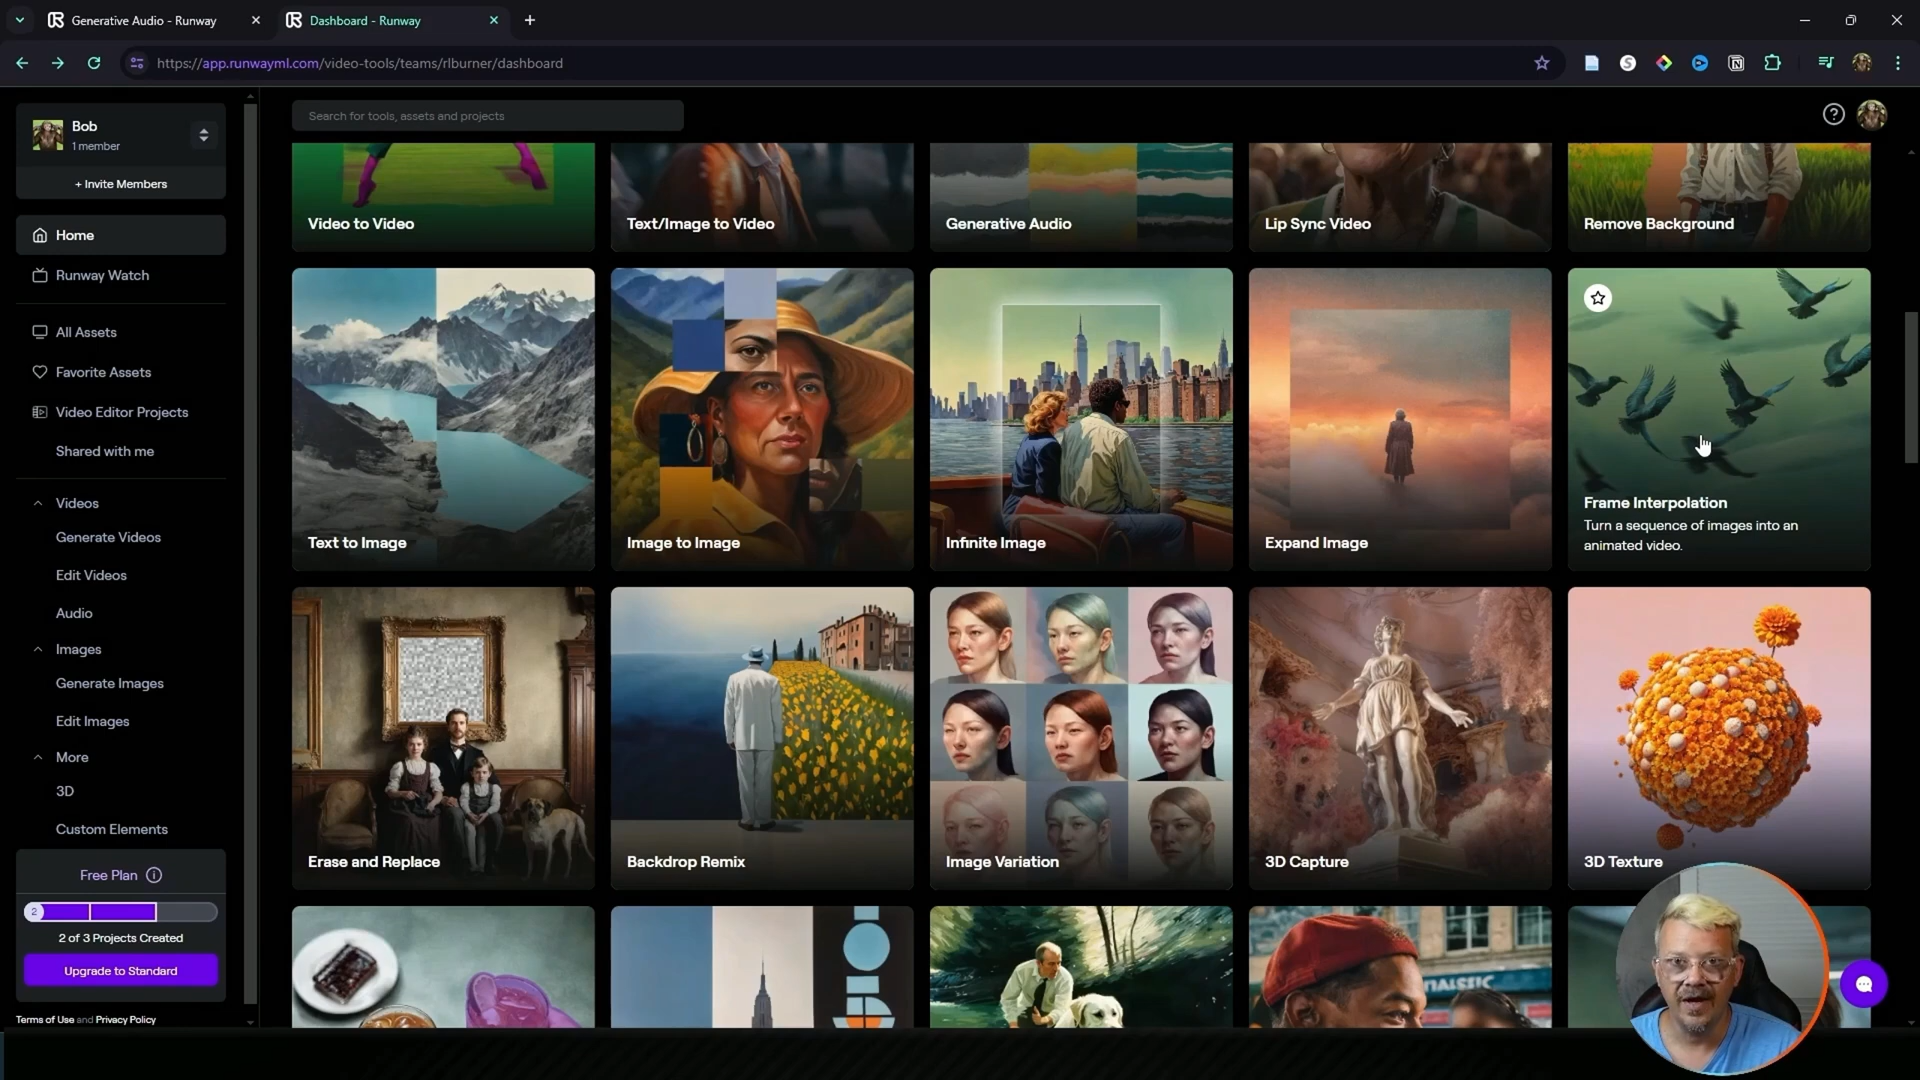 Generative Audio - Runway
Dashboard - Runway
https://app.runwayml.com/video-tools/teams/rlburner/dashboard
Bob
1 member
+ Invite Members
Home
Runway Watch
All Assets
Favorite Assets
Video Editor Projects
Shared with me
Videos
Generate Videos
Edit Videos
Audio
Images
Generate Images
Edit Images
More
3D
Custom Elements
Free Plan
2
2 of 3 Projects Created
Upgrade to Standard
Terms of Use and Privacy Policy
Search for tools, assets and projects
Video to Video
Text/Image to Video
Generative Audio
Lip Sync Video
Remove Background
Text to Image
Image to Image
Infinite Image
Expand Image
Frame Interpolation
Turn a sequence of images into an
animated video.
Erase and Replace
Backdrop Remix
Image Variation
3D Capture
3D Texture